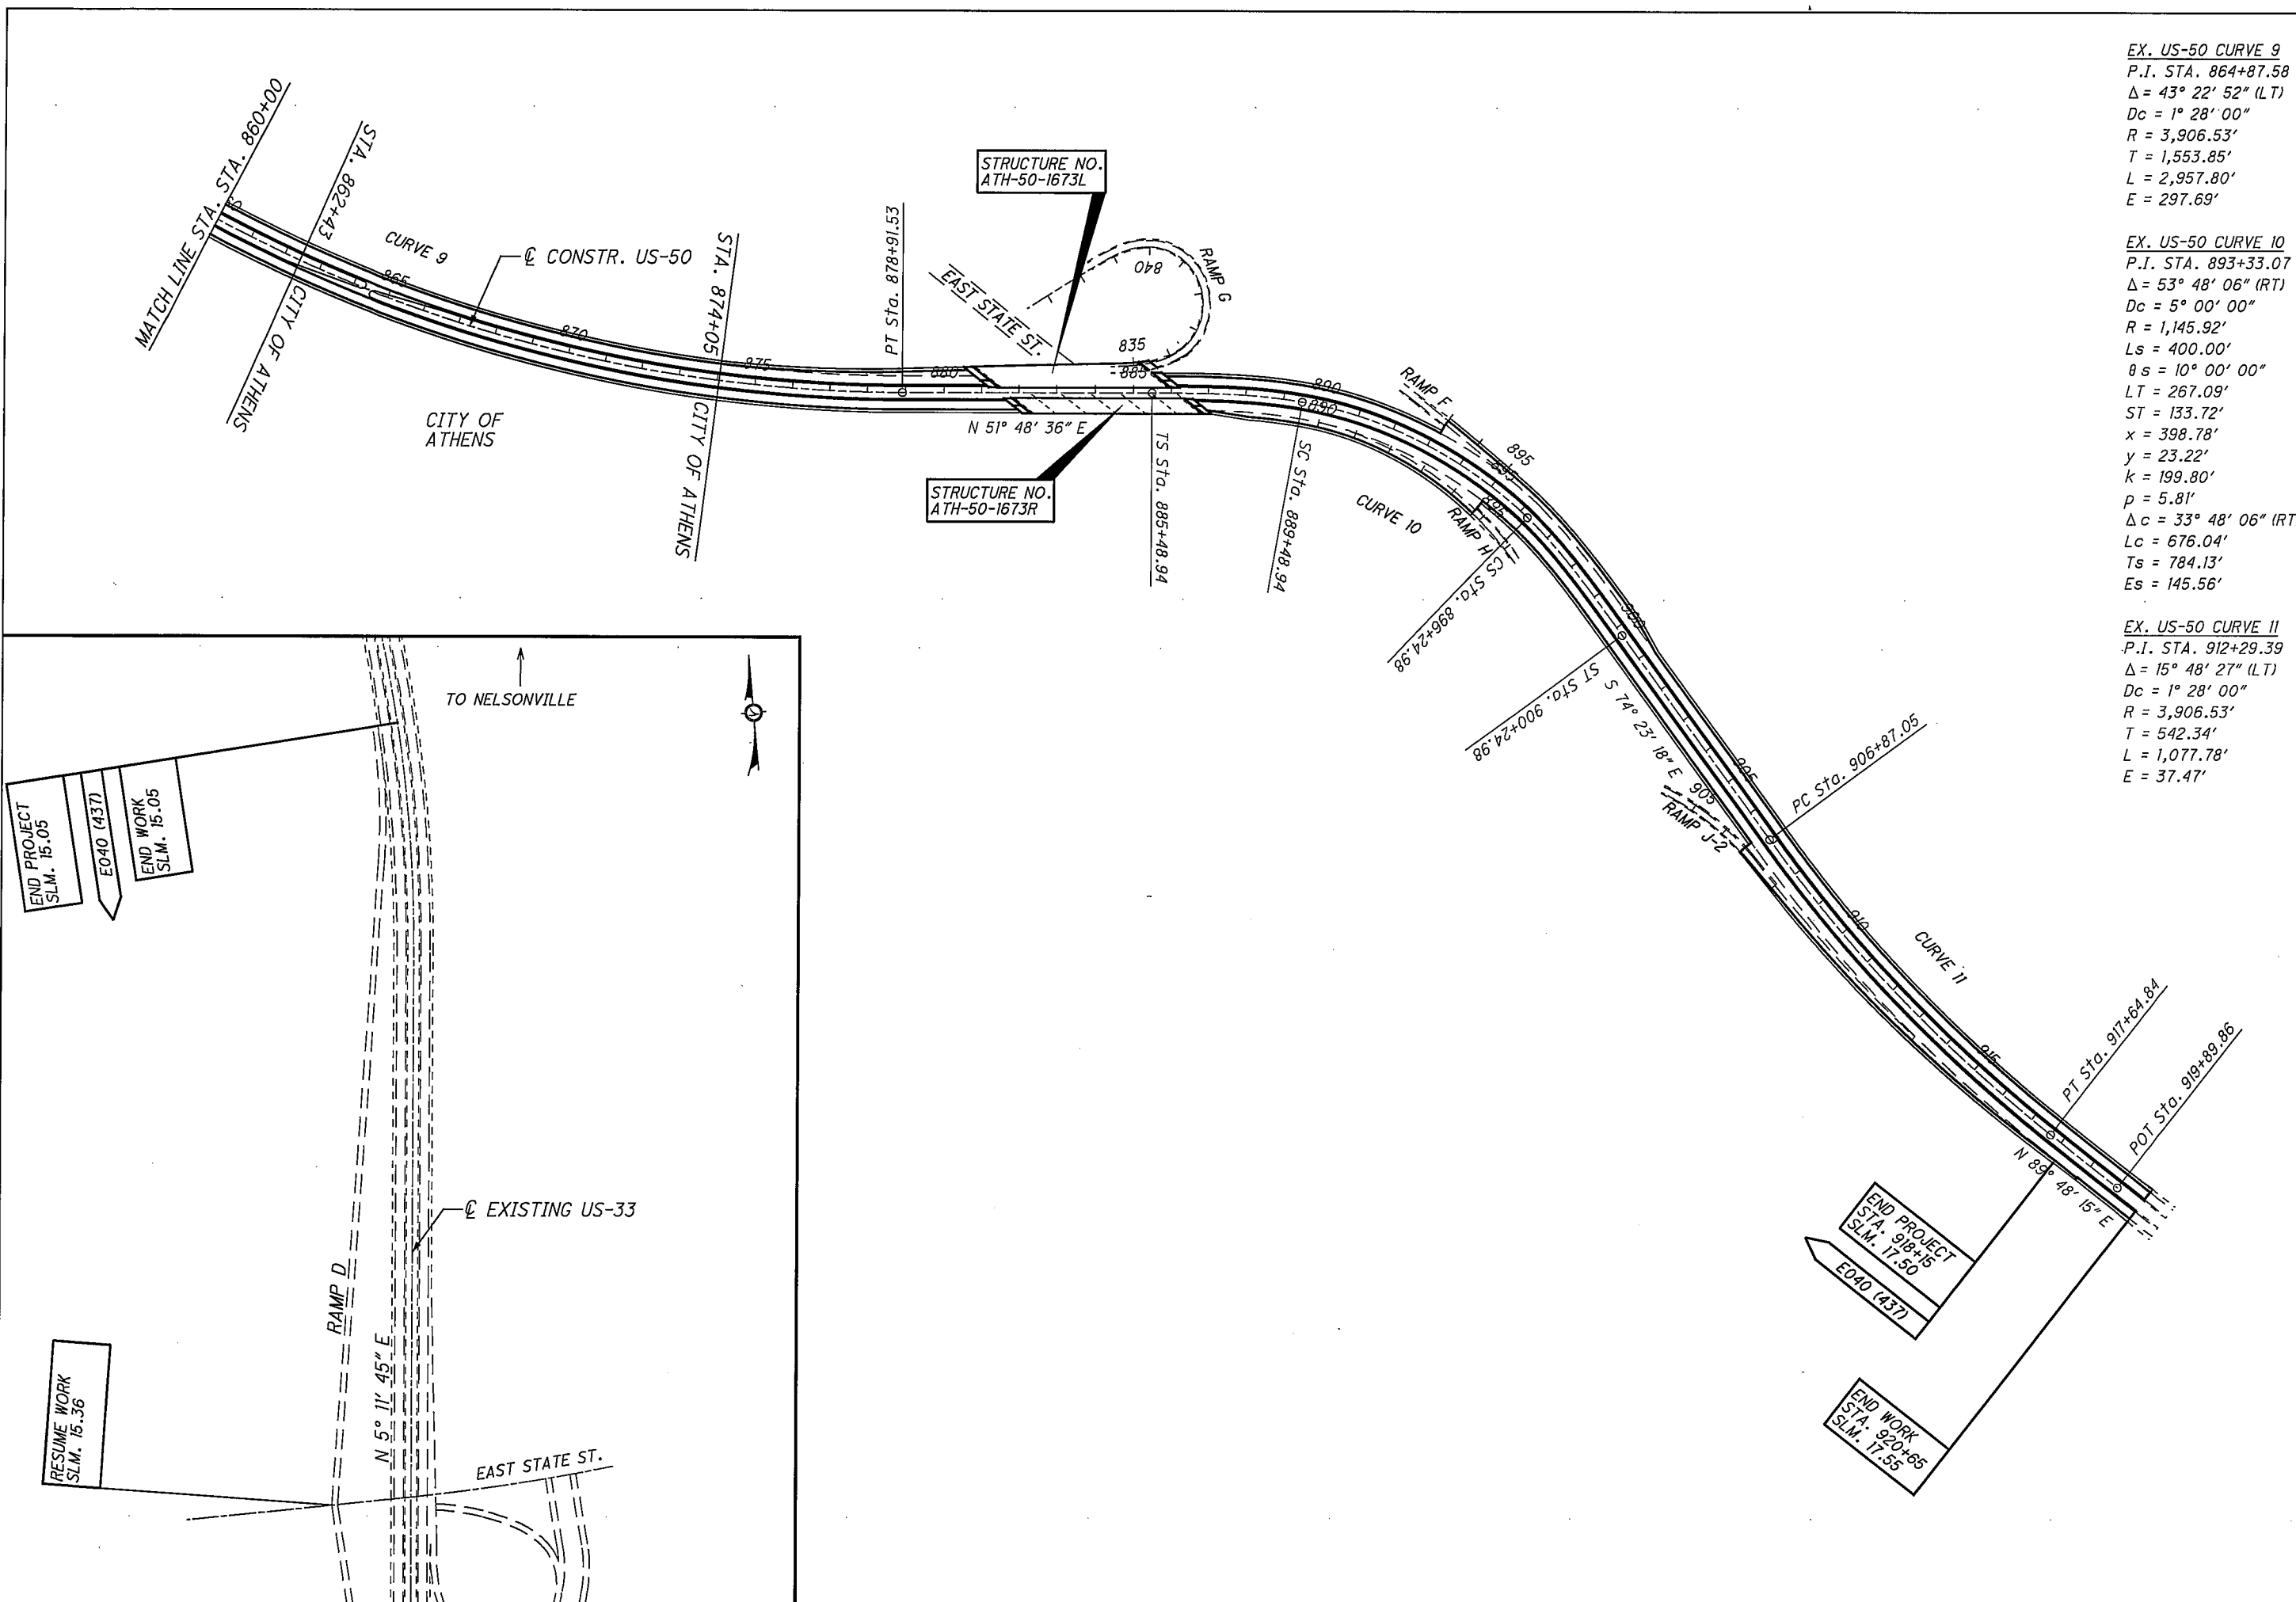 EX. US-50 CURVE 9
P.I. STA. 864+87.58
Δ = 43° 22' 52" (LT)
Dc = 1° 28' 00"
R = 3,906.53'
T = 1,553.85'
L = 2,957.80'
E = 297.69'
EX. US-50 CURVE 10
P.I. STA. 893+33.07
Δ = 53° 48' 06" (RT)
Dc = 5° 00' 00"
R = 1,145.92'
Ls = 400.00'
θs = 10° 00' 00"
LT = 267.09'
ST = 133.72'
x = 398.78'
y = 23.22'
k = 199.80'
p = 5.81'
Δc = 33° 48' 06" (RT
Lc = 676.04'
Ts = 784.13'
Es = 145.56'
EX. US-50 CURVE 11
P.I. STA. 912+29.39
Δ = 15° 48' 27" (LT)
Dc = 1° 28' 00"
R = 3,906.53'
T = 542.34'
L = 1,077.78'
E = 37.47'
MATCH LINE STA. STA. 860+00
STA. 862+43
CITY OF ATHENS
CURVE 9
865
℄ CONSTR. US-50
870
STA. 874+05
CITY OF ATHENS
875
CITY OF
ATHENS
PT Sta. 878+91.53
880
EAST STATE ST.
STRUCTURE NO.
ATH-50-1673L
840
RAMP G
835
885
N 51° 48' 36" E
STRUCTURE NO.
ATH-50-1673R
TS Sta. 885+48.94
SC Sta. 889+48.94
890
890
RAMP F
895
895
895
CURVE 10
RAMP H
CS Sta. 896+24.98
900
ST Sta. 900+24.98
S 74° 23' 18" E
905
905
RAMP J-2
PC Sta. 906+87.05
910
CURVE 11
915
PT Sta. 917+64.84
POT Sta. 919+89.86
N 89° 48' 15" E
END PROJECT
STA. 918+15
SLM. 17.50
E040 (437)
END WORK
STA. 920+65
SLM. 17.55
TO NELSONVILLE
END PROJECT
SLM. 15.05
E040 (437)
END WORK
SLM. 15.05
℄ EXISTING US-33
RAMP D
N 5° 11' 45" E
RESUME WORK
SLM. 15.36
EAST STATE ST.